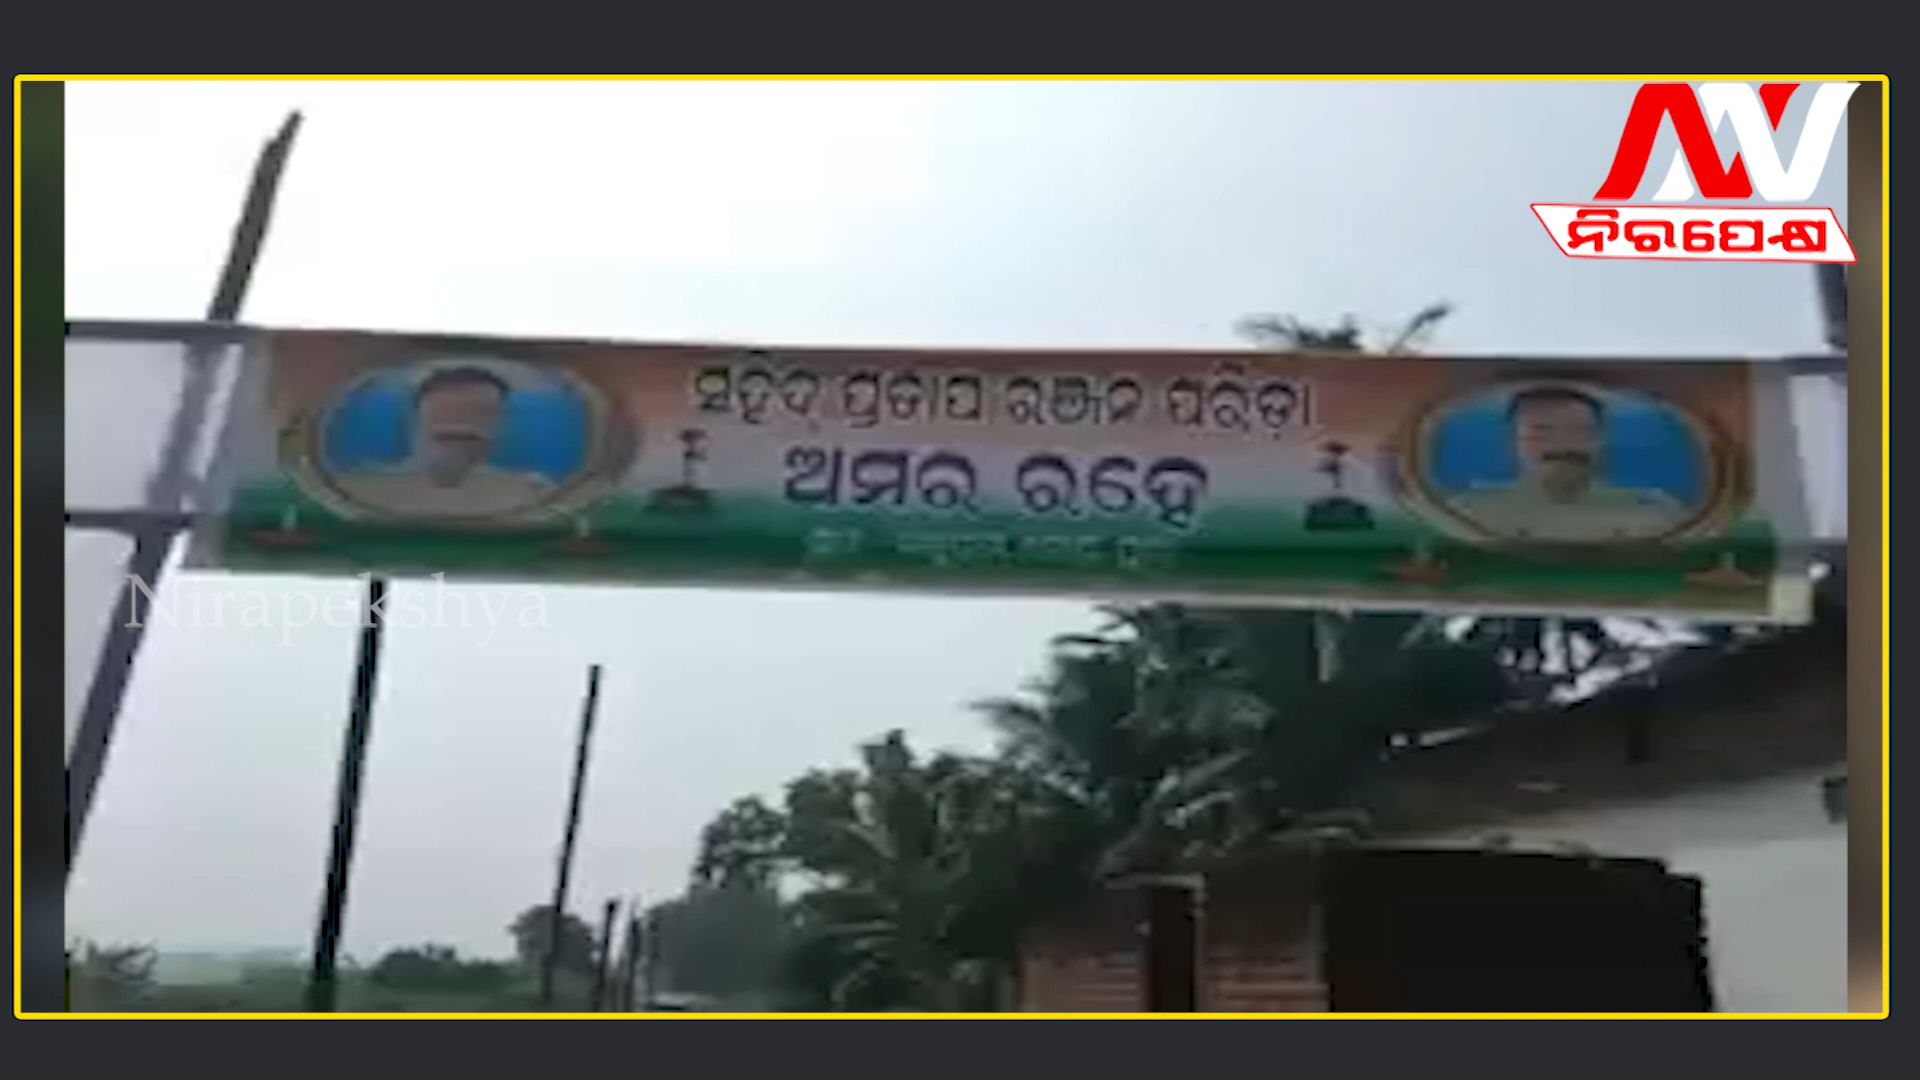 ନିରପେକ୍ଷ
ସହିଦ୍ ପ୍ରତାପ ରଞ୍ଜନ ପରିଡ଼ା
ଅମର ରହେ
Nirapekshya